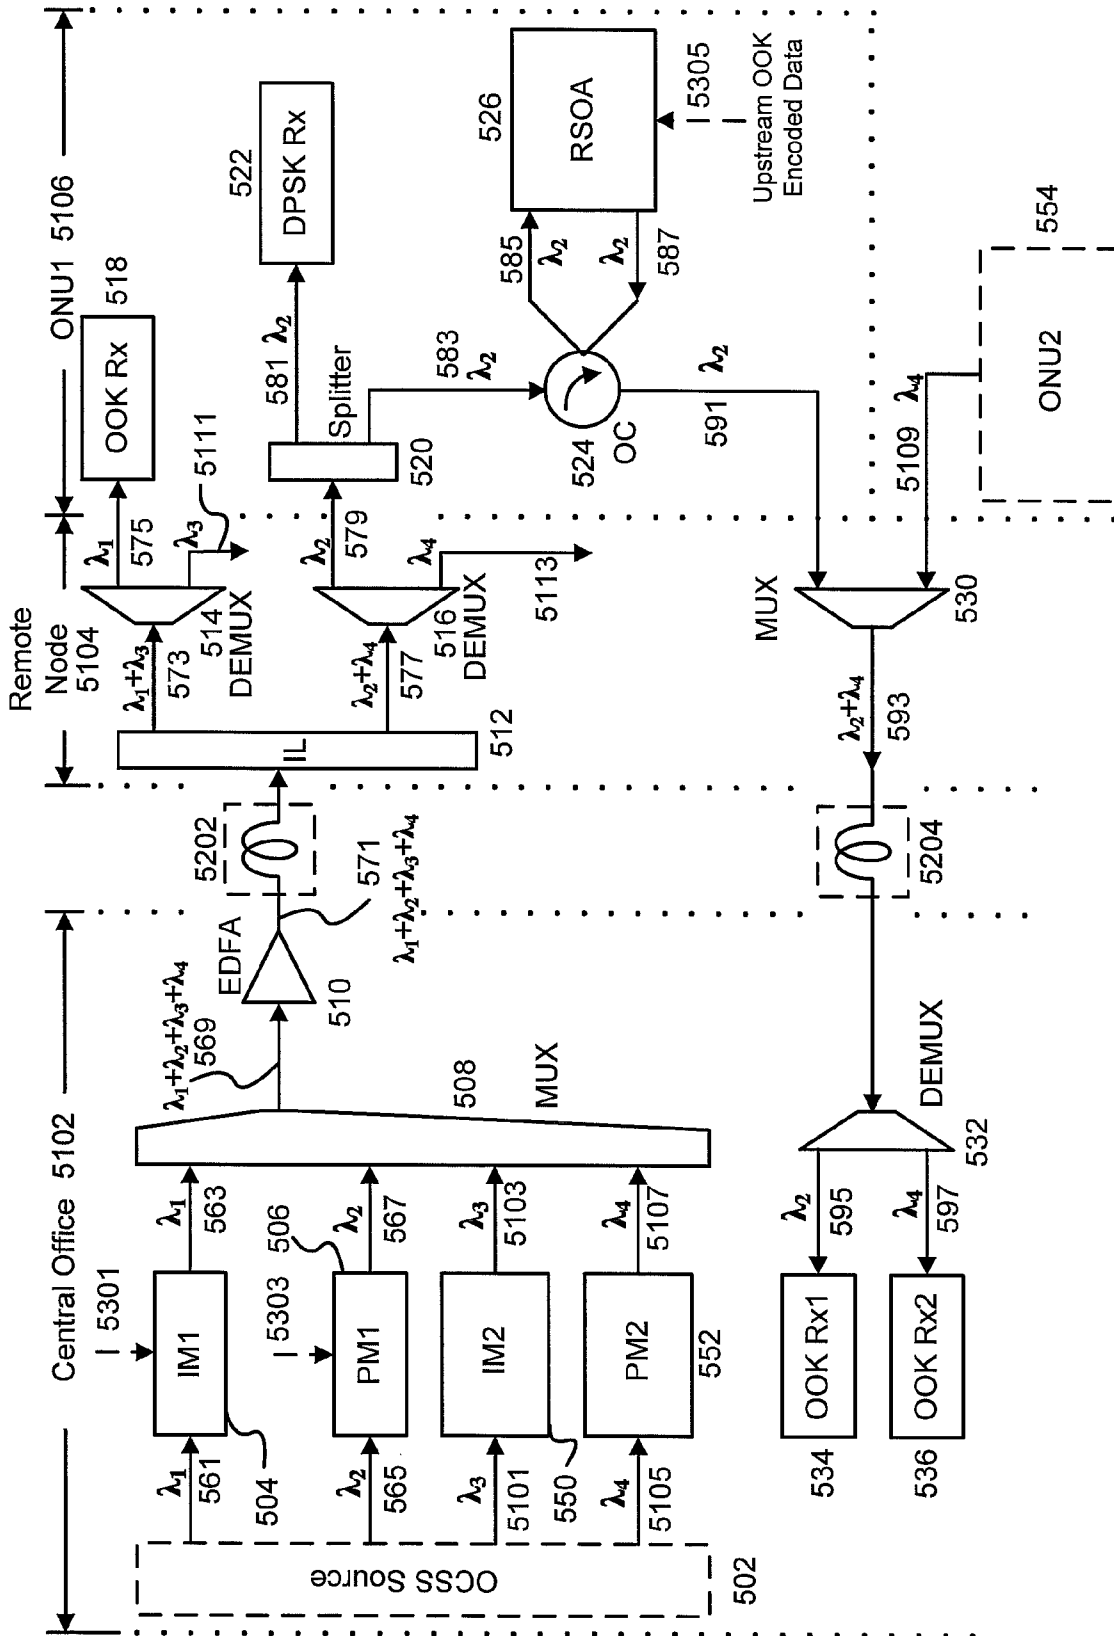 Central Office 5102
Remote
Node
5104
ONU1 5106
OCSS Source
502
λ1
561
504
IM1
5301
λ1
563
λ2
565
PM1
5303
506
λ2
567
λ3
5101
550
IM2
λ3
5103
λ4
5105
PM2
552
λ4
5107
508
MUX
λ1+λ2+λ3+λ4
569
EDFA
510
571
λ1+λ2+λ3+λ4
5202
IL
512
λ1+λ3
573
514
DEMUX
λ1
575
λ3
5111
OOK Rx
518
λ2+λ4
577
516
DEMUX
λ2
579
λ4
5113
Splitter
520
581 λ2
DPSK Rx
522
583
λ2
524
OC
585
λ2
λ2
587
RSOA
526
5305
Upstream OOK
Encoded Data
λ2
591
5109
λ4
ONU2
554
MUX
530
λ2+λ4
593
5204
DEMUX
532
λ2
595
λ4
597
OOK Rx1
534
OOK Rx2
536